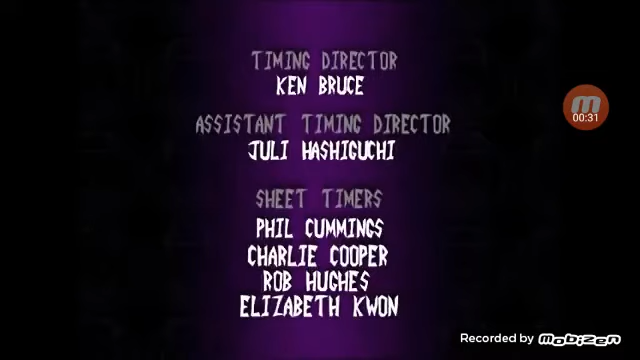 TIMING DIRECTOR
KEN BRUCE
ASSISTANT TIMING DIRECTOR
JULI HASHIGUCHI
00:31
SHEET TIMERS
PHIL CUMMINGS
CHARLIE COOPER
ROB HUGHES
ELIZABETH KWON
Recorded by mobizen